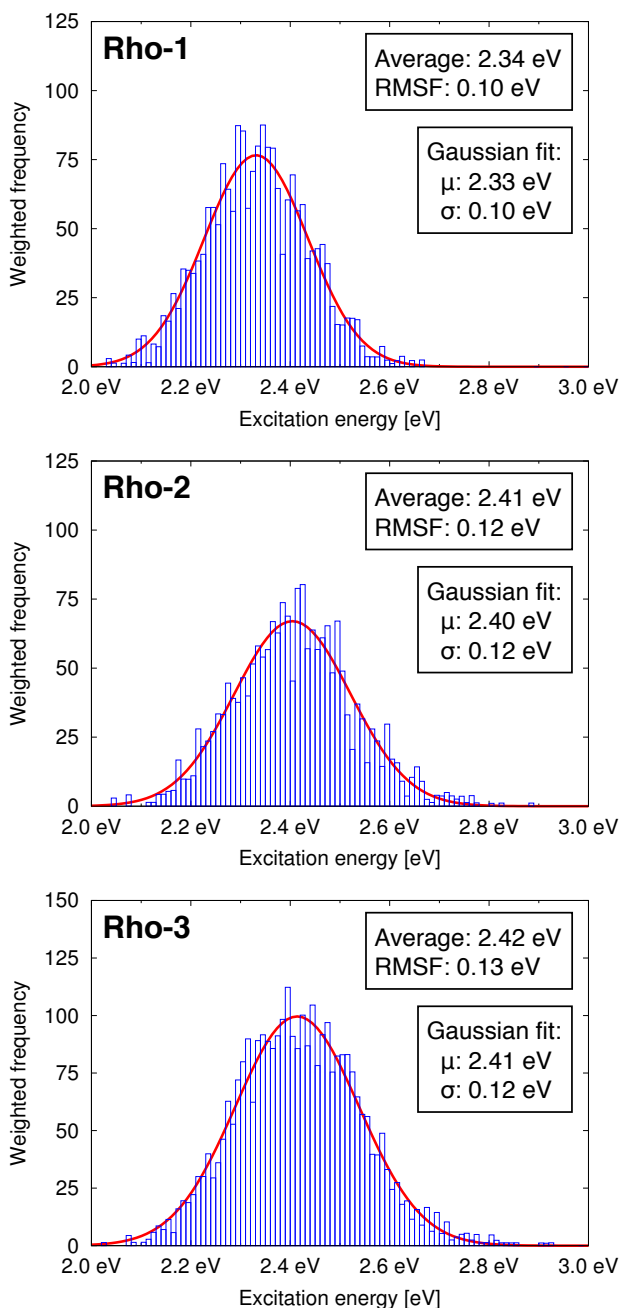 Rho-1
Average: 2.34 eV
RMSF: 0.10 eV
Gaussian fit:
μ: 2.33 eV
σ: 0.10 eV
Weighted frequency
125
100
75
50
25
0
2.0 eV 2.2 eV 2.4 eV 2.6 eV 2.8 eV 3.0 eV
Excitation energy [eV]
Rho-2
Average: 2.41 eV
RMSF: 0.12 eV
Gaussian fit:
μ: 2.40 eV
σ: 0.12 eV
Weighted frequency
125
100
75
50
25
0
2.0 eV 2.2 eV 2.4 eV 2.6 eV 2.8 eV 3.0 eV
Excitation energy [eV]
Rho-3
Average: 2.42 eV
RMSF: 0.13 eV
Gaussian fit:
μ: 2.41 eV
σ: 0.12 eV
Weighted frequency
150
125
100
75
50
25
0
2.0 eV 2.2 eV 2.4 eV 2.6 eV 2.8 eV 3.0 eV
Excitation energy [eV]